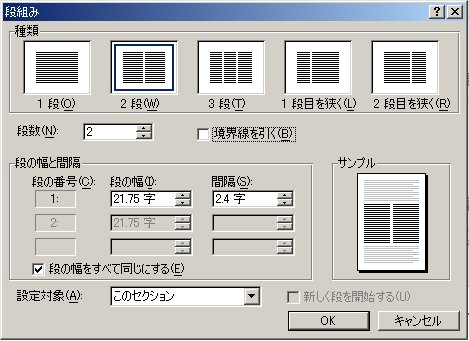 段組み
種類
1 段(O) 2 段(W) 3 段(T) 1 段目を狭く(L) 2 段目を狭く(R)
段数(N): 2 境界線を引く(B)
段の幅と間隔 サンプル
段の番号(C): 段の幅(I): 間隔(S):
1: 21.75 字 2.4 字
2: 21.75 字
段の幅をすべて同じにする(E)
設定対象(A): このセクション 新しく段を開始する(U)
OK キャンセル